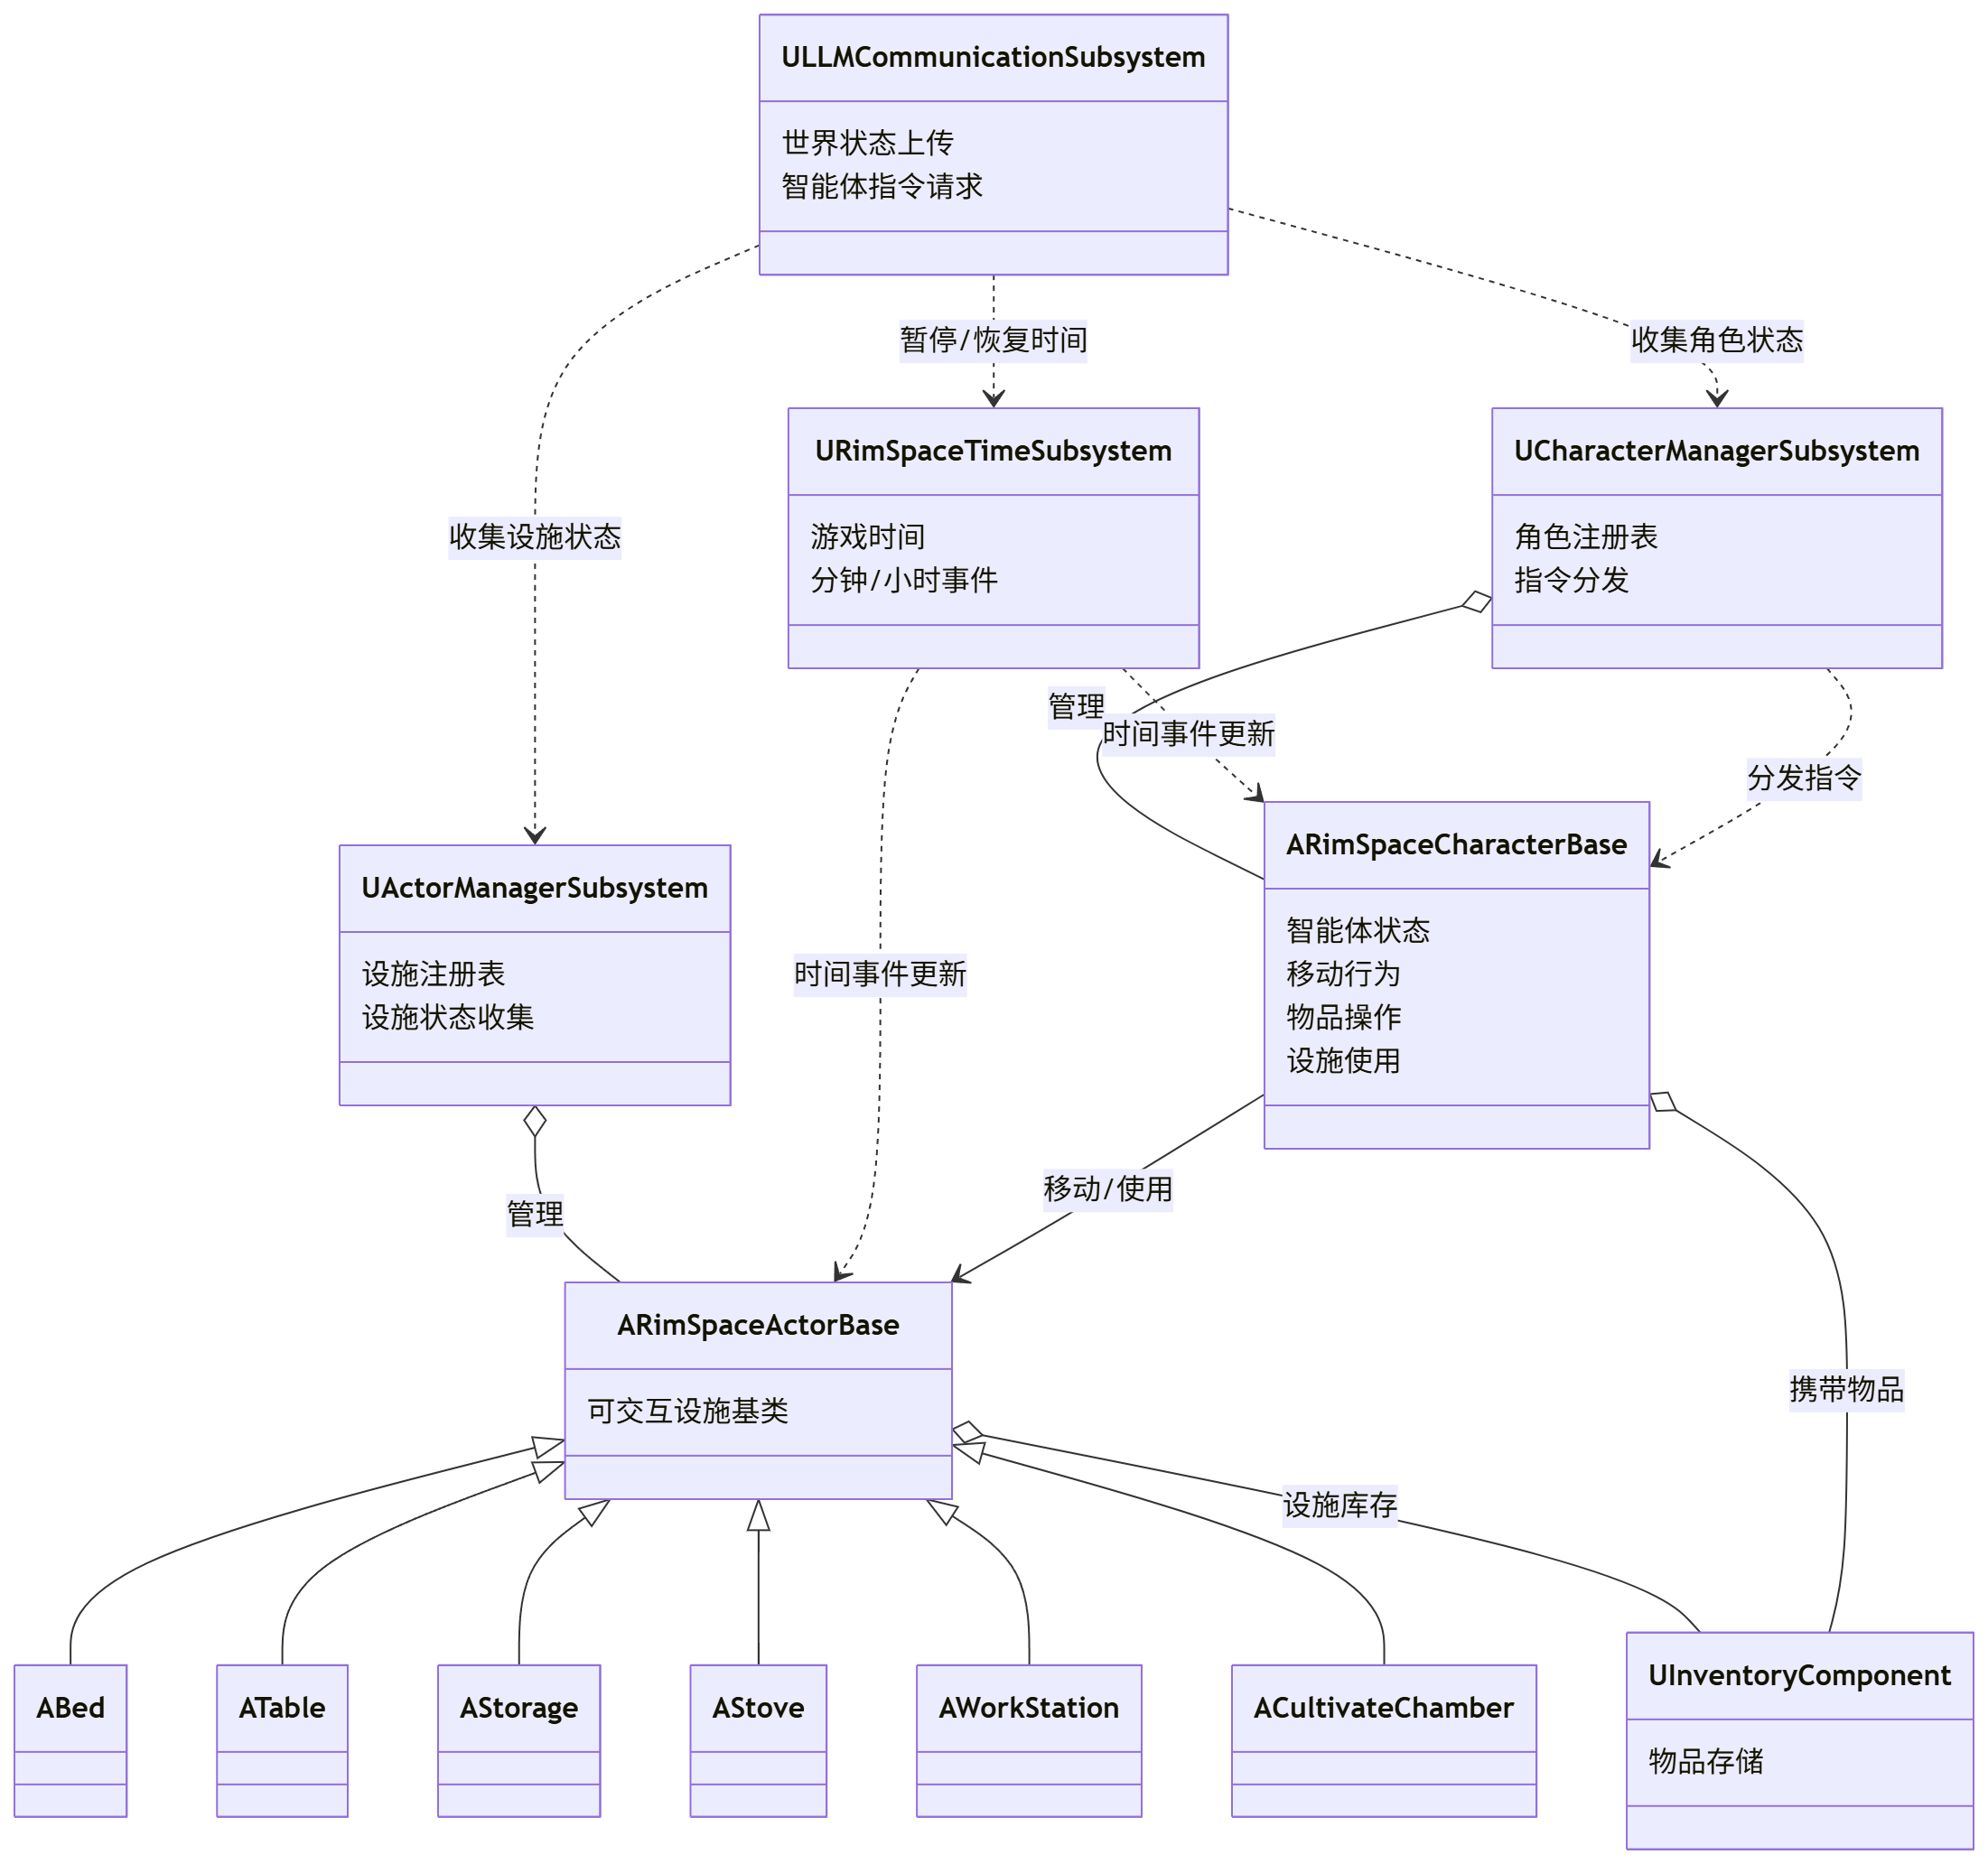 ULLMCommunicationSubsystem
世界状态上传
智能体指令请求
暂停/恢复时间
收集角色状态
URimSpaceTimeSubsystem
游戏时间
分钟/小时事件
UCharacterManagerSubsystem
角色注册表
指令分发
收集设施状态
管理
时间事件更新
分发指令
UActorManagerSubsystem
设施注册表
设施状态收集
时间事件更新
ARimSpaceCharacterBase
智能体状态
移动行为
物品操作
设施使用
管理
移动/使用
ARimSpaceActorBase
可交互设施基类
携带物品
设施库存
ABed
ATable
AStorage
AStove
AWorkStation
ACultivateChamber
UInventoryComponent
物品存储